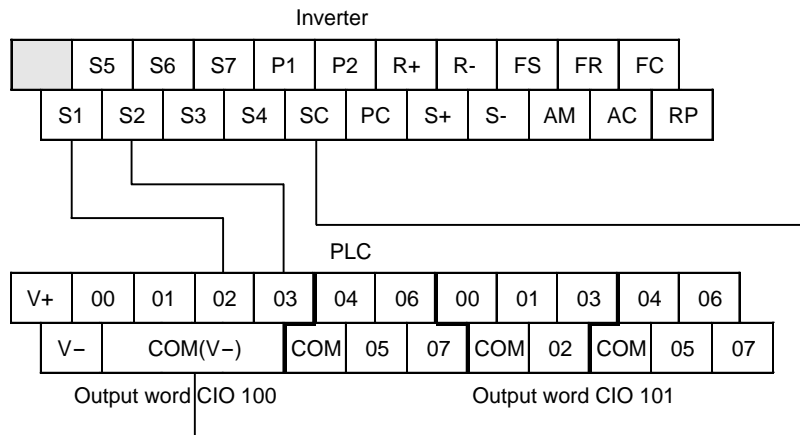 Inverter
S5 S6 S7 P1 P2 R+ R- FS FR FC
S1 S2 S3 S4 SC PC S+ S- AM AC RP
PLC
V+ 00 01 02 03 04 06 00 01 03 04 06
V− COM(V−) COM 05 07 COM 02 COM 05 07
Output word CIO 100 Output word CIO 101